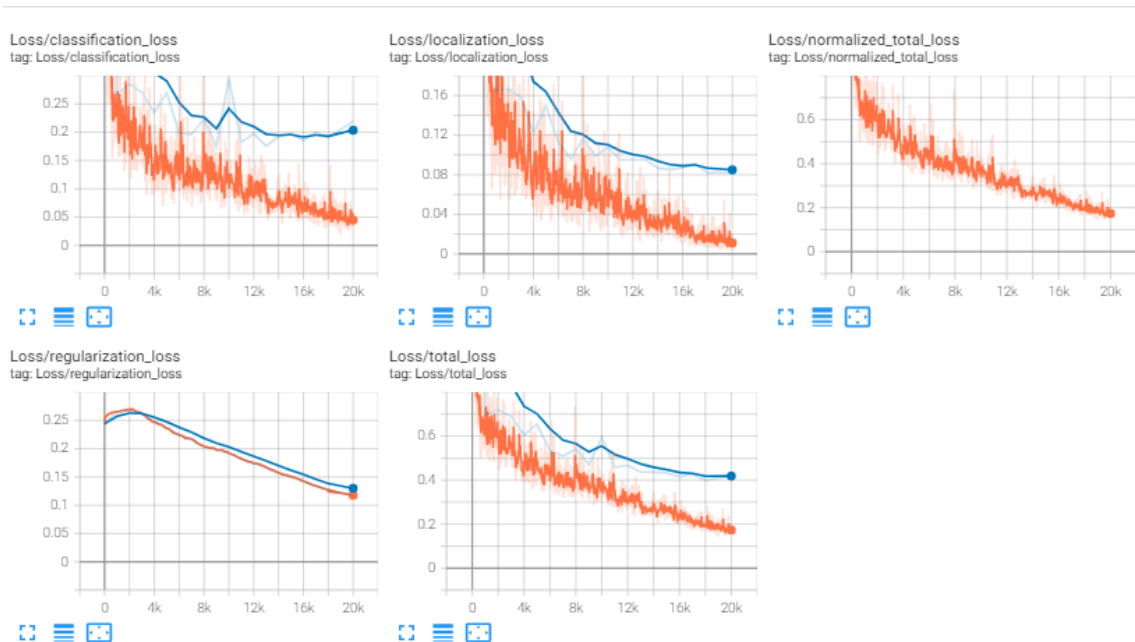 Loss/classification_loss
tag: Loss/classification_loss
0.25
0.2
0.15
0.1
0.05
0
0 4k 8k 12k 16k 20k
Loss/localization_loss
tag: Loss/localization_loss
0.16
0.12
0.08
0.04
0
0 4k 8k 12k 16k 20k
Loss/normalized_total_loss
tag: Loss/normalized_total_loss
0.6
0.4
0.2
0
0 4k 8k 12k 16k 20k
Loss/regularization_loss
tag: Loss/regularization_loss
0.25
0.2
0.15
0.1
0.05
0
0 4k 8k 12k 16k 20k
Loss/total_loss
tag: Loss/total_loss
0.6
0.4
0.2
0
0 4k 8k 12k 16k 20k